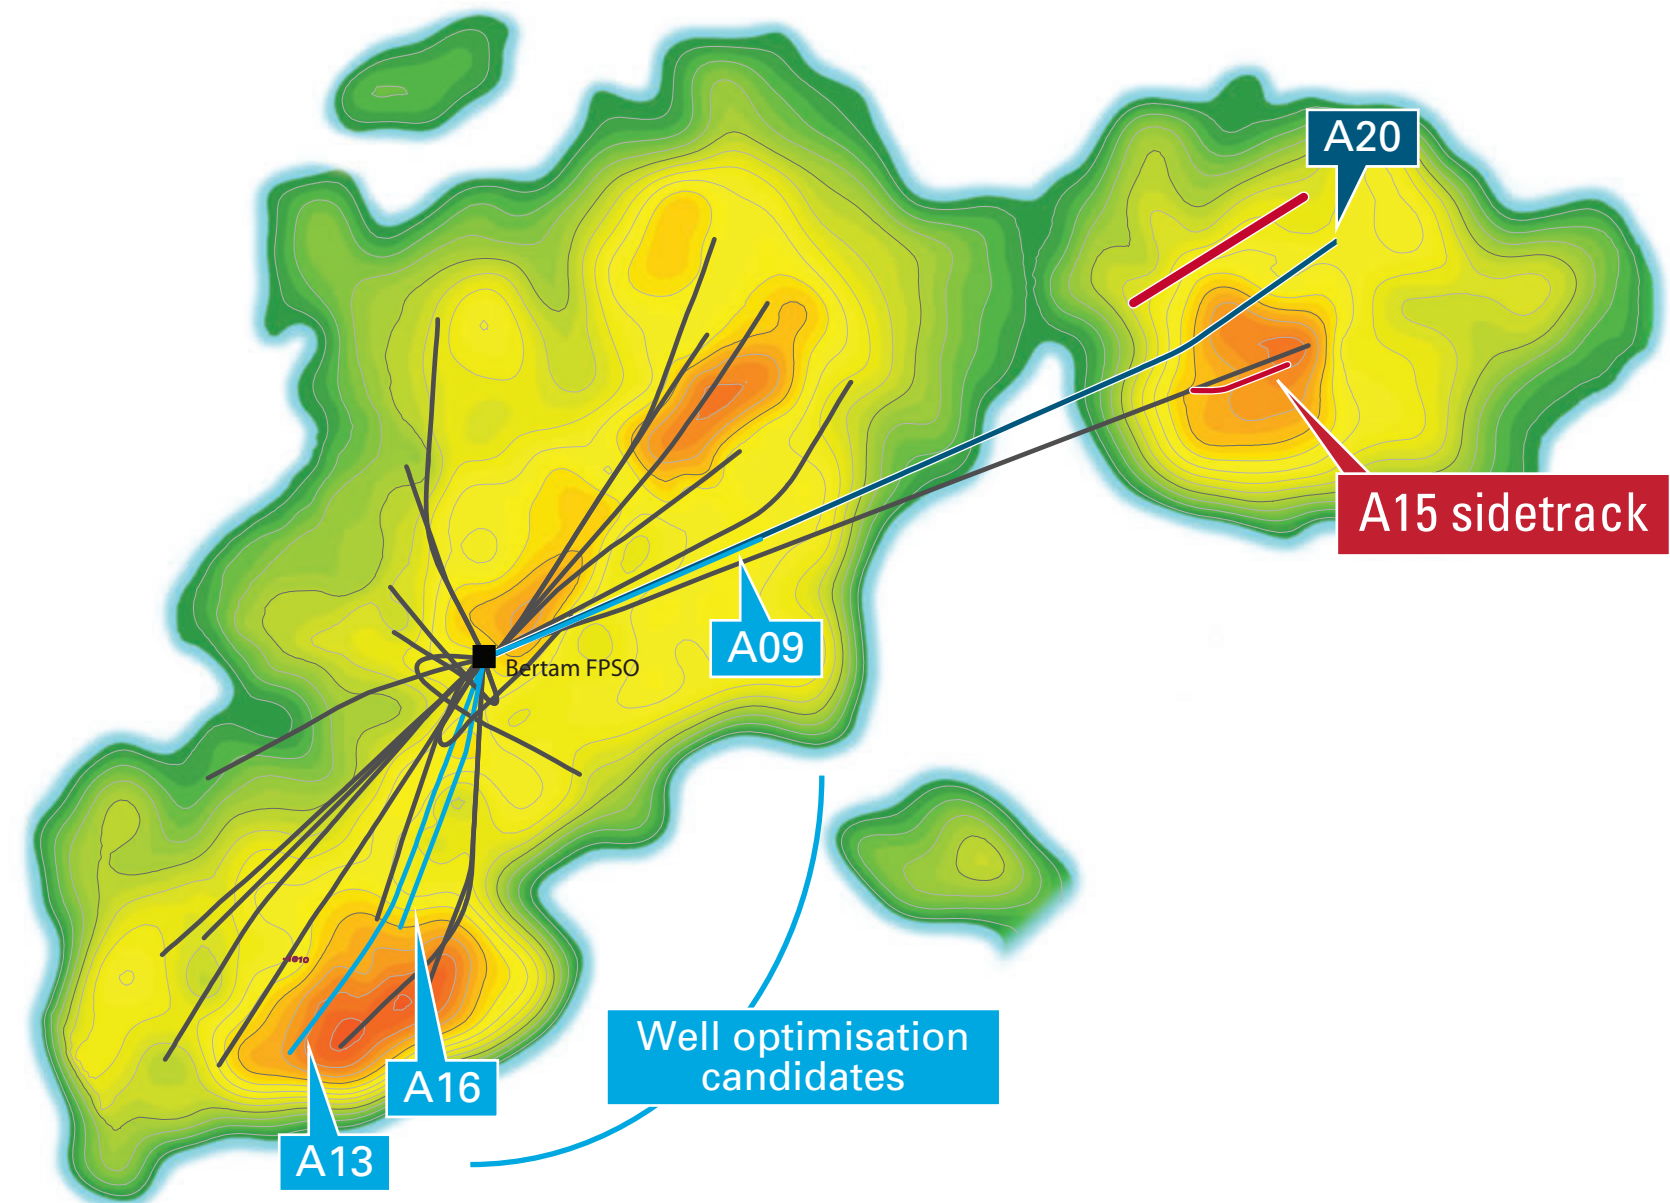 A20
A15 sidetrack
A09
Bertam FPSO
Well optimisation
candidates
A16
A13